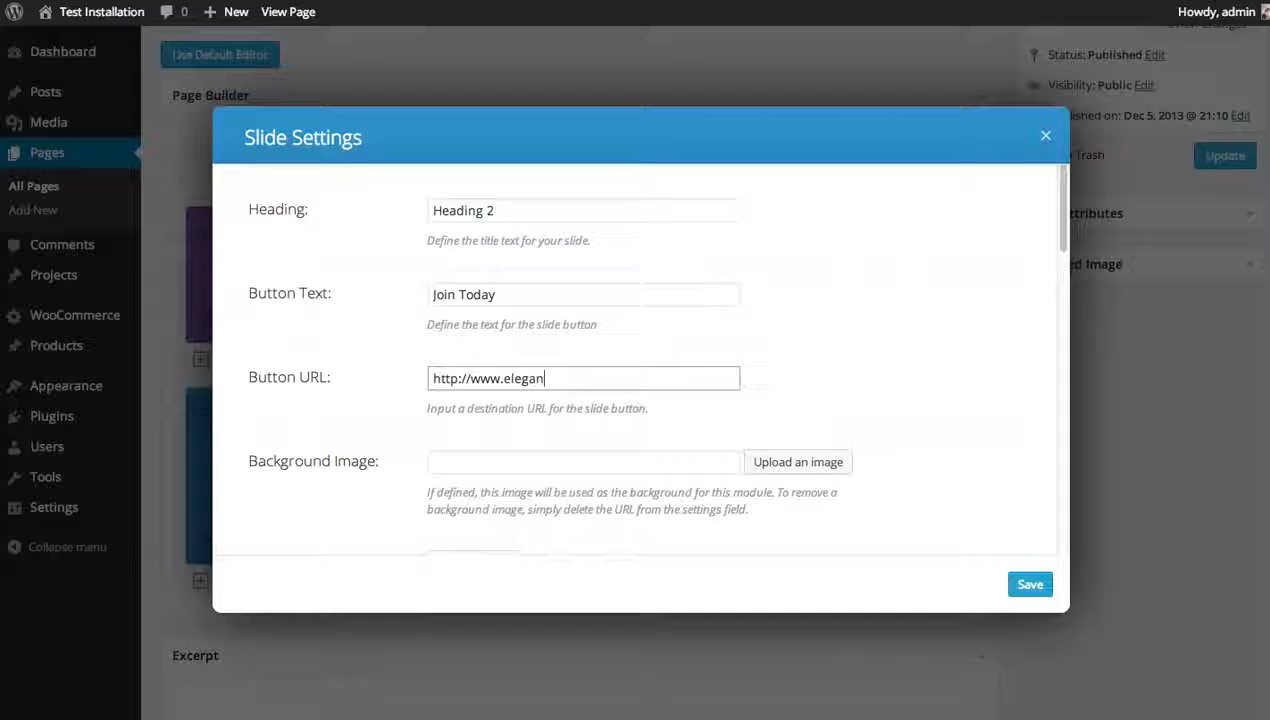 Test Installation
0
New
View Page
Howdy, admin
Dashboard
Posts
Media
Pages
All Pages
Add New
Comments
Projects
WooCommerce
Products
Appearance
Plugins
Users
Tools
Settings
Collapse menu
Use Default Editor
Page Builder
Status: Published Edit
Visibility: Public Edit
lished on: Dec 5, 2013 @ 21:10 Edit
Trash
Update
ttributes
ed Image
Slide Settings
×
Heading:
Heading 2
Define the title text for your slide.
Button Text:
Join Today
Define the text for the slide button
Button URL:
http://www.elegan
Input a destination URL for the slide button.
Background Image:
Upload an image
If defined, this image will be used as the background for this module. To remove a
background image, simply delete the URL from the settings field.
Save
Excerpt